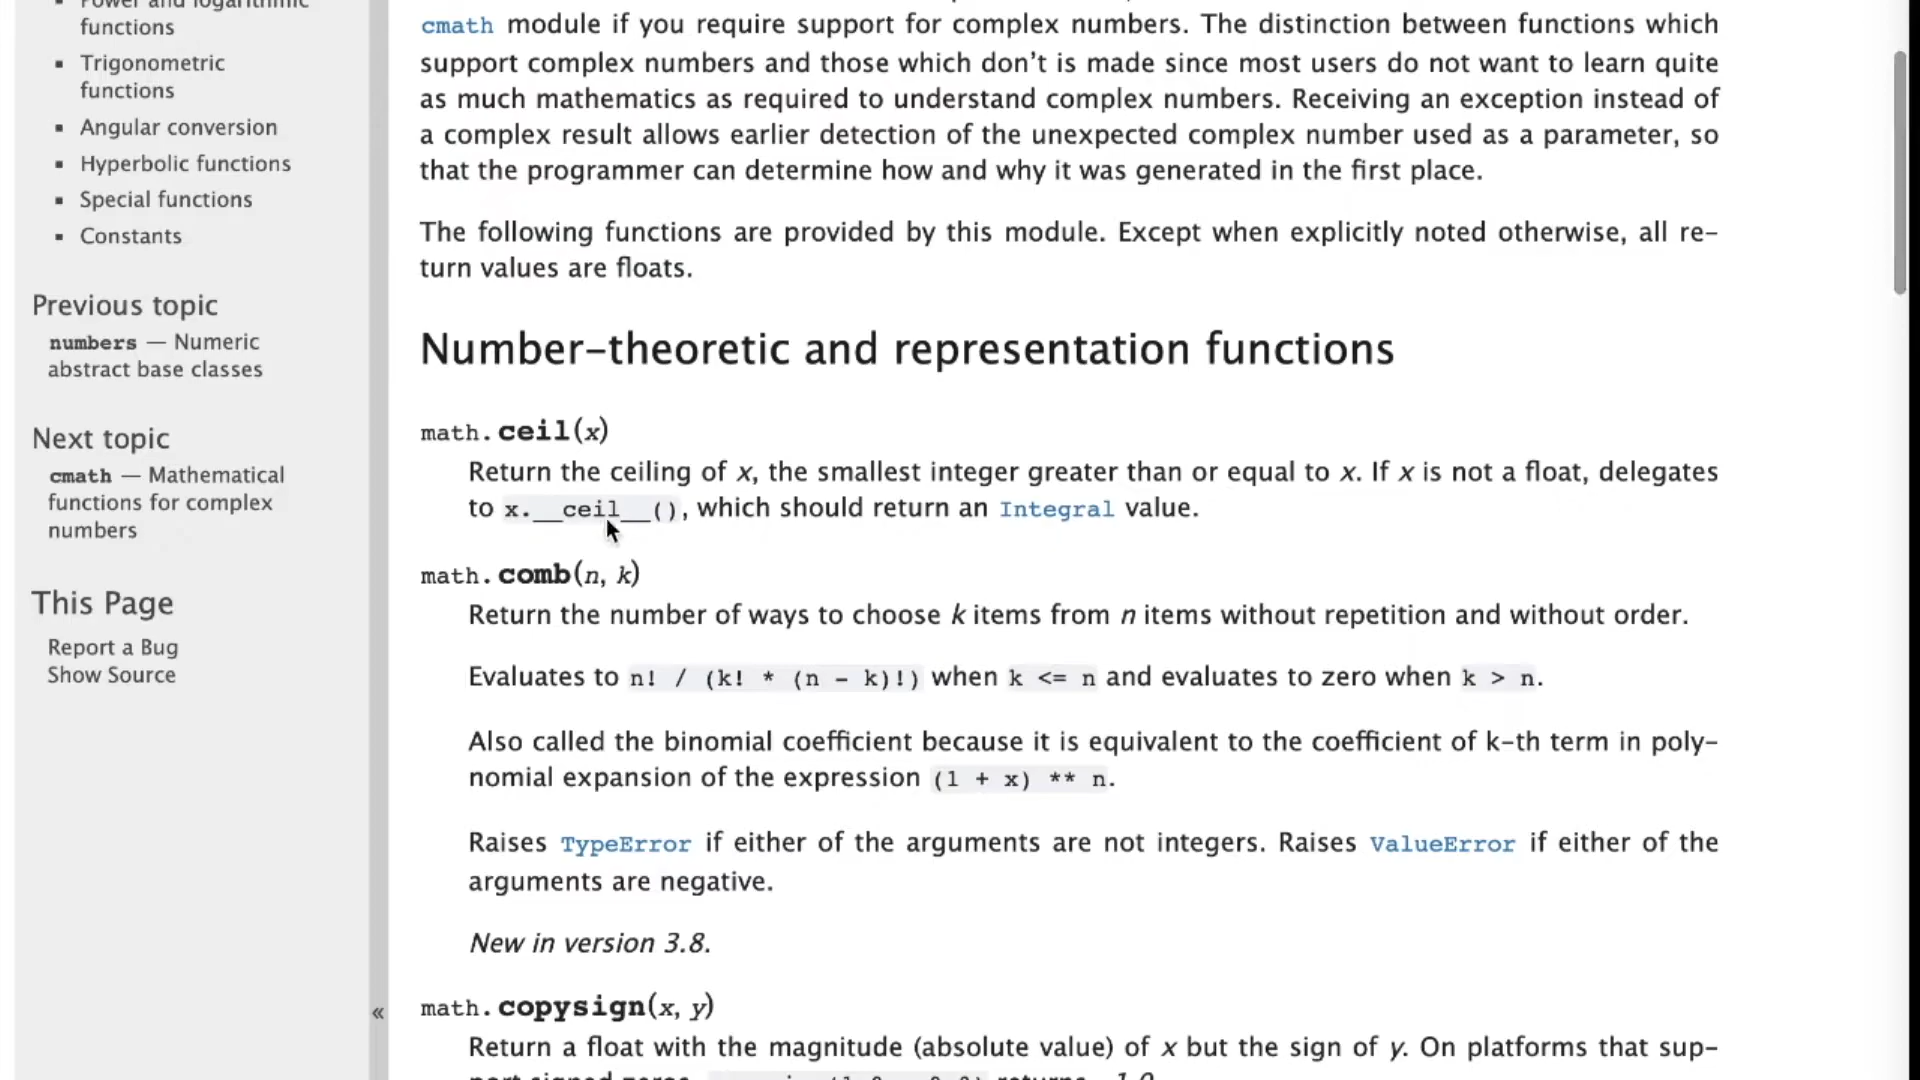 Power and logarithmic
functions
Trigonometric
functions
Angular conversion
Hyperbolic functions
Special functions
Constants
Previous topic
numbers — Numeric
abstract base classes
Next topic
cmath — Mathematical
functions for complex
numbers
This Page
Report a Bug
Show Source
«
cmath module if you require support for complex numbers. The distinction between functions which
support complex numbers and those which don’t is made since most users do not want to learn quite
as much mathematics as required to understand complex numbers. Receiving an exception instead of
a complex result allows earlier detection of the unexpected complex number used as a parameter, so
that the programmer can determine how and why it was generated in the first place.
The following functions are provided by this module. Except when explicitly noted otherwise, all re-
turn values are floats.
Number-theoretic and representation functions
math.ceil(x)
Return the ceiling of x, the smallest integer greater than or equal to x. If x is not a float, delegates
to x.__ceil__(), which should return an Integral value.
math.comb(n, k)
Return the number of ways to choose k items from n items without repetition and without order.
Evaluates to n! / (k! * (n - k)!) when k <= n and evaluates to zero when k > n.
Also called the binomial coefficient because it is equivalent to the coefficient of k-th term in poly-
nomial expansion of the expression (1 + x) ** n.
Raises TypeError if either of the arguments are not integers. Raises ValueError if either of the
arguments are negative.
New in version 3.8.
math.copysign(x, y)
Return a float with the magnitude (absolute value) of x but the sign of y. On platforms that sup-
returns